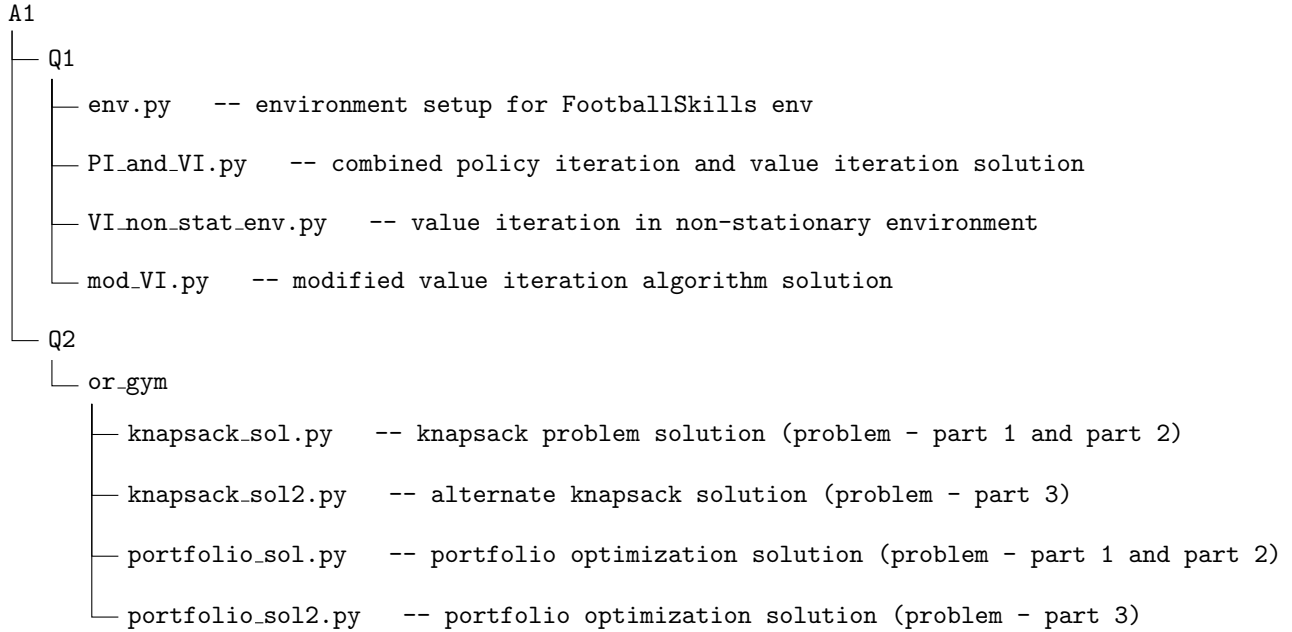 A1
Q1
env.py -- environment setup for FootballSkills env
PI_and_VI.py -- combined policy iteration and value iteration solution
VI_non_stat_env.py -- value iteration in non-stationary environment
mod_VI.py -- modified value iteration algorithm solution
Q2
or_gym
knapsack_sol.py -- knapsack problem solution (problem - part 1 and part 2)
knapsack_sol2.py -- alternate knapsack solution (problem - part 3)
portfolio_sol.py -- portfolio optimization solution (problem - part 1 and part 2)
portfolio_sol2.py -- portfolio optimization solution (problem - part 3)